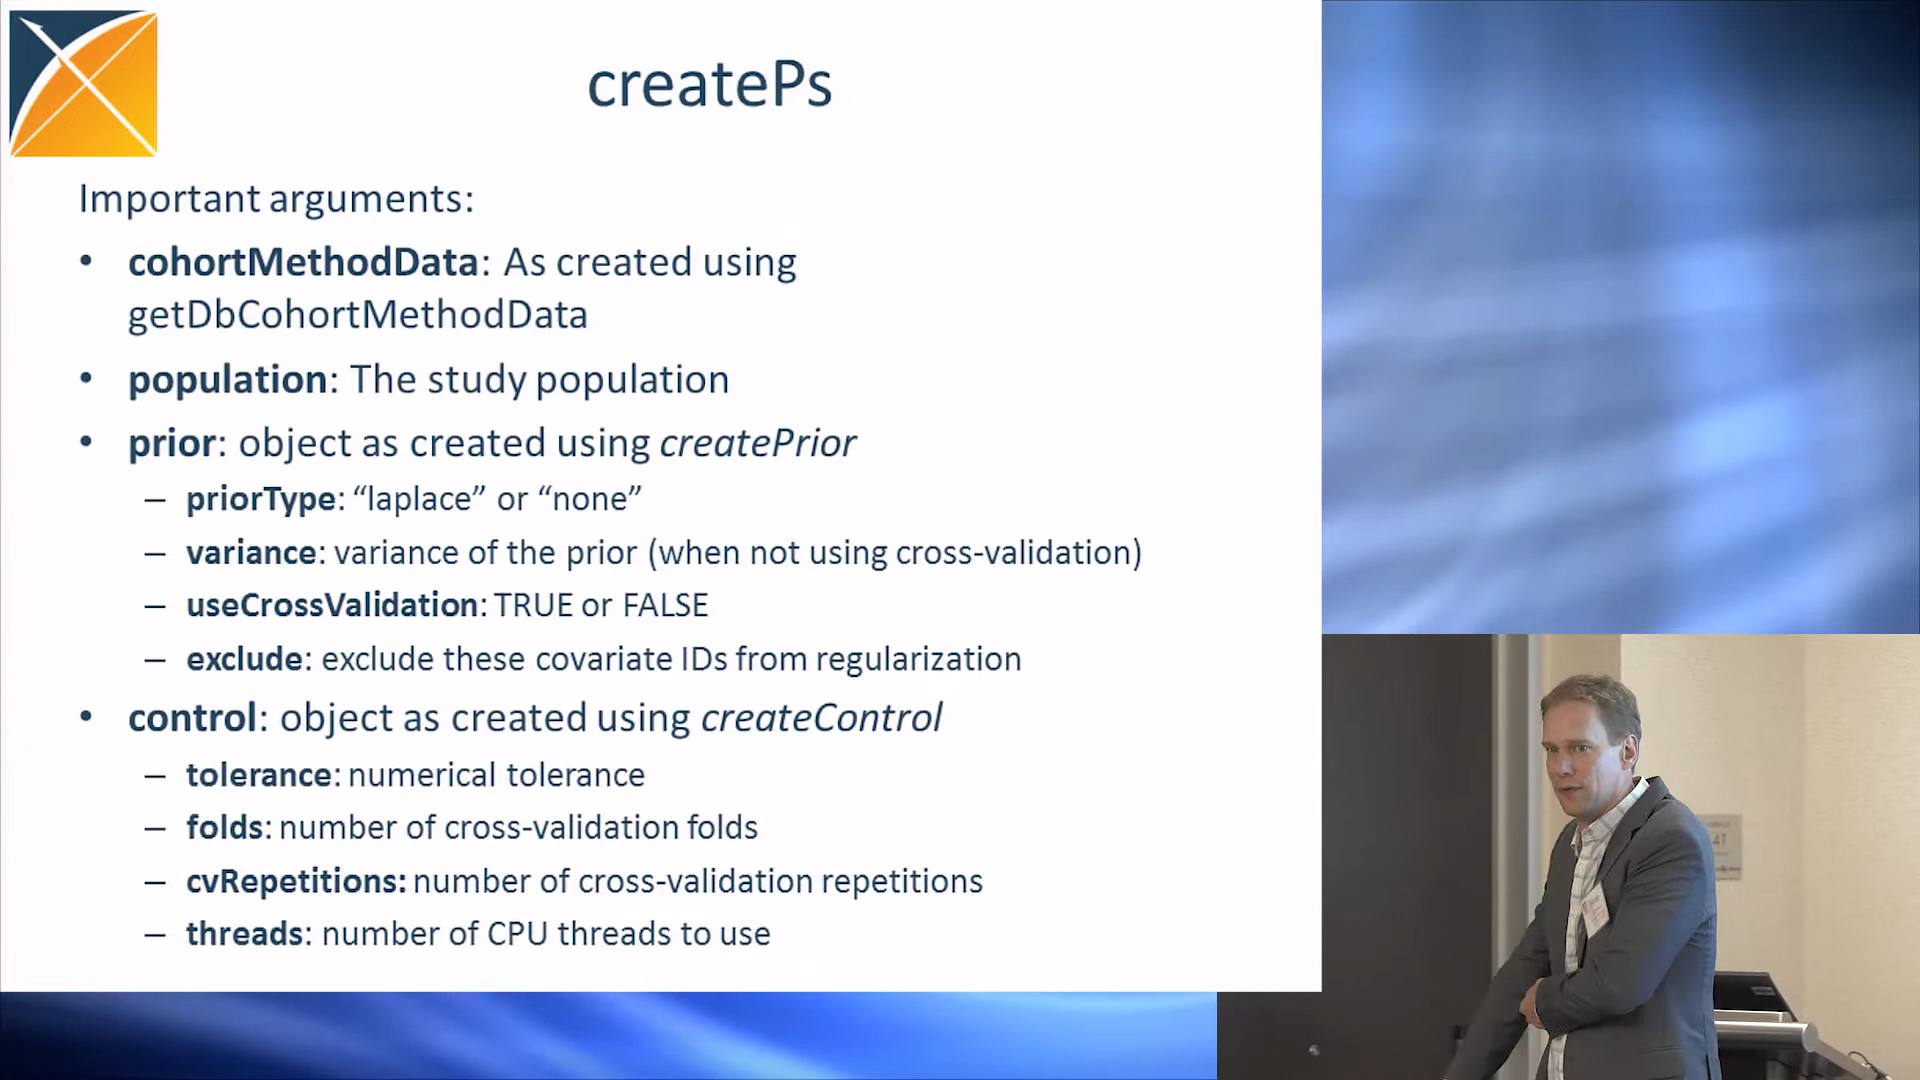 createPs
Important arguments:
• cohortMethodData: As created using
getDbCohortMethodData
• population: The study population
• prior: object as created using createPrior
– priorType: “laplace” or “none”
– variance: variance of the prior (when not using cross-validation)
– useCrossValidation: TRUE or FALSE
– exclude: exclude these covariate IDs from regularization
• control: object as created using createControl
– tolerance: numerical tolerance
– folds: number of cross-validation folds
– cvRepetitions: number of cross-validation repetitions
– threads: number of CPU threads to use